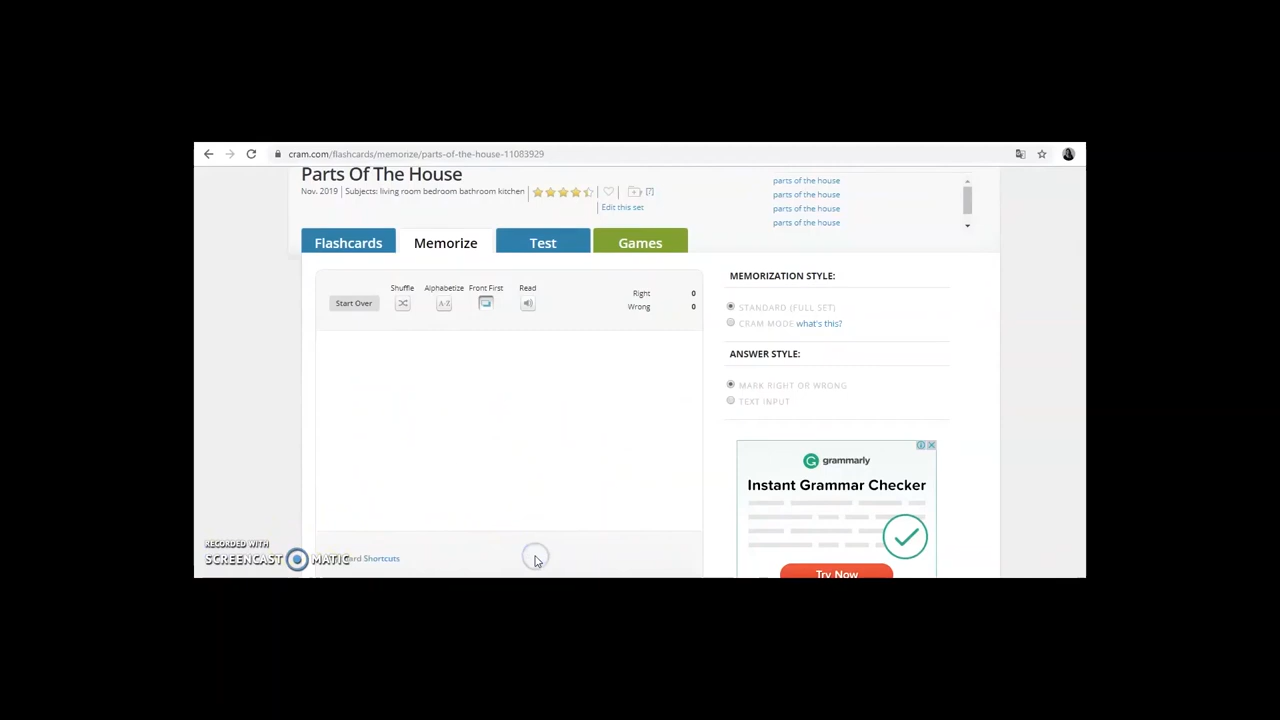 cram.com/flashcards/memorize/parts-of-the-house-11083929
Parts Of The House
Nov. 2019 | Subjects: living room bedroom bathroom kitchen
[7]
Edit this set
parts of the house
parts of the house
parts of the house
parts of the house
Flashcards
Memorize
Test
Games
Start Over
Shuffle
Alphabetize
A-Z
Front First
Read
Right 0
Wrong 0
MEMORIZATION STYLE:
STANDARD (FULL SET)
CRAM MODE what's this?
ANSWER STYLE:
MARK RIGHT OR WRONG
TEXT INPUT
grammarly
Instant Grammar Checker
Try Now
RECORDED WITH
SCREENCAST MATIC
Shortcuts